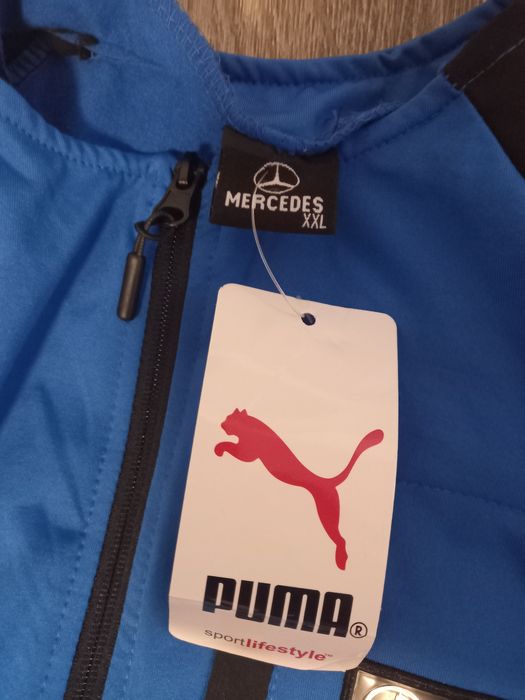 MERCEDES
XXL
PUMA®
sportlifestyle™